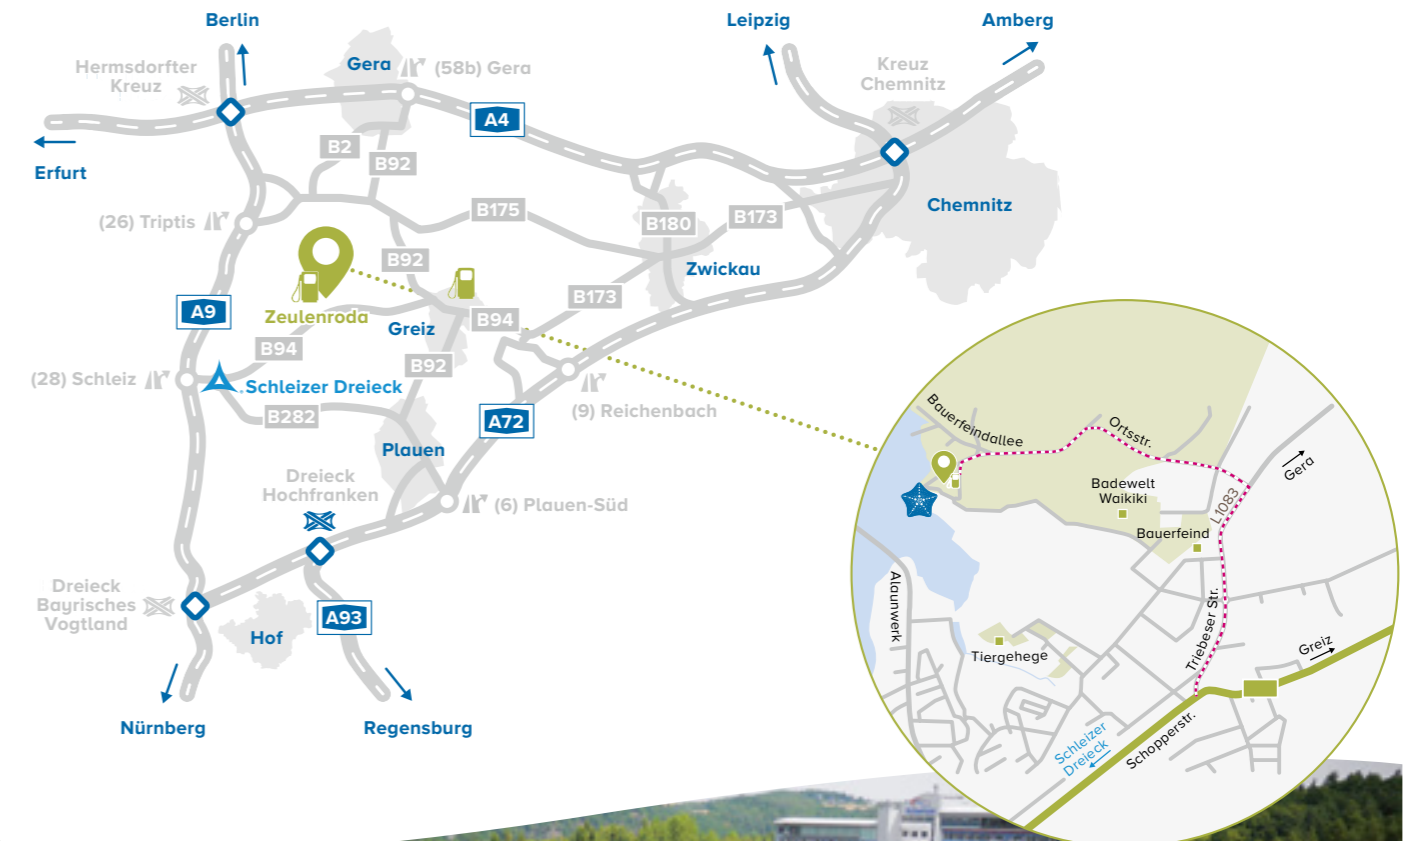 Berlin
Leipzig
Amberg
Hermsdorfter
Kreuz
Gera
(58b) Gera
Kreuz
Chemnitz
A4
Erfurt
B2
B92
(26) Triptis
B175
B180
B173
Chemnitz
B92
Zwickau
A9
Zeulenroda
B173
Greiz
B94
B94
B92
(28) Schleiz
Schleizer Dreieck
B282
A72
(9) Reichenbach
Plauen
Dreieck
Hochfranken
(6) Plauen-Süd
Dreieck
Bayrisches
Vogtland
Hof
A93
Nürnberg
Regensburg
Bauerfeindallee
Ortsstr.
Gera
Badewelt
Waikiki
L1083
Bauerfeind
Alaunwerk
Triebeser Str.
Tiergehege
Greiz
Schleizer
Dreieck
Schopperstr.